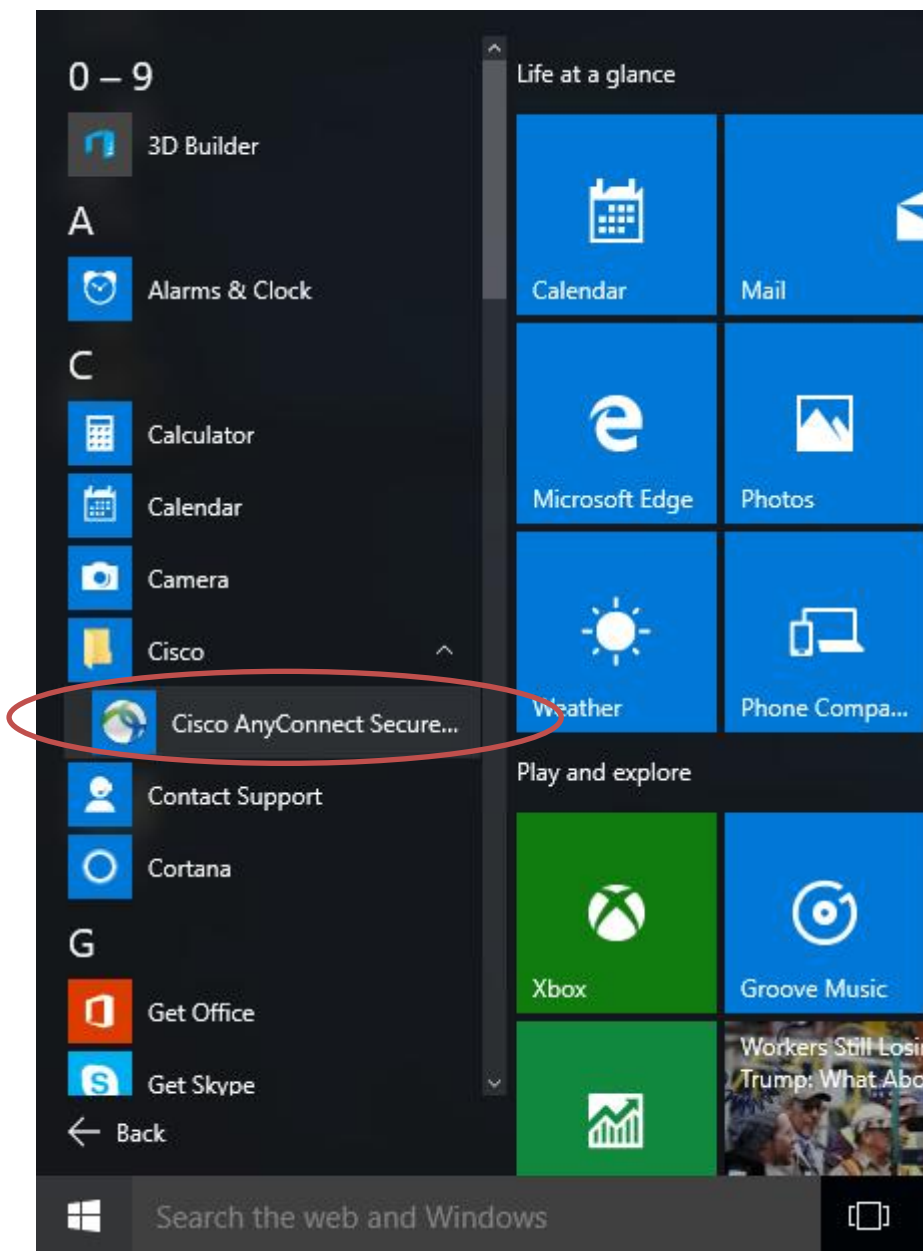 0 – 9
3D Builder
A
Alarms & Clock
C
Calculator
Calendar
Camera
Cisco
Cisco AnyConnect Secure...
Contact Support
Cortana
G
Get Office
Get Skype
Back
Life at a glance
Calendar
Mail
Microsoft Edge
Photos
Weather
Phone Compa...
Play and explore
Xbox
Groove Music
Workers Still Losi
Trump: What Abo
Search the web and Windows